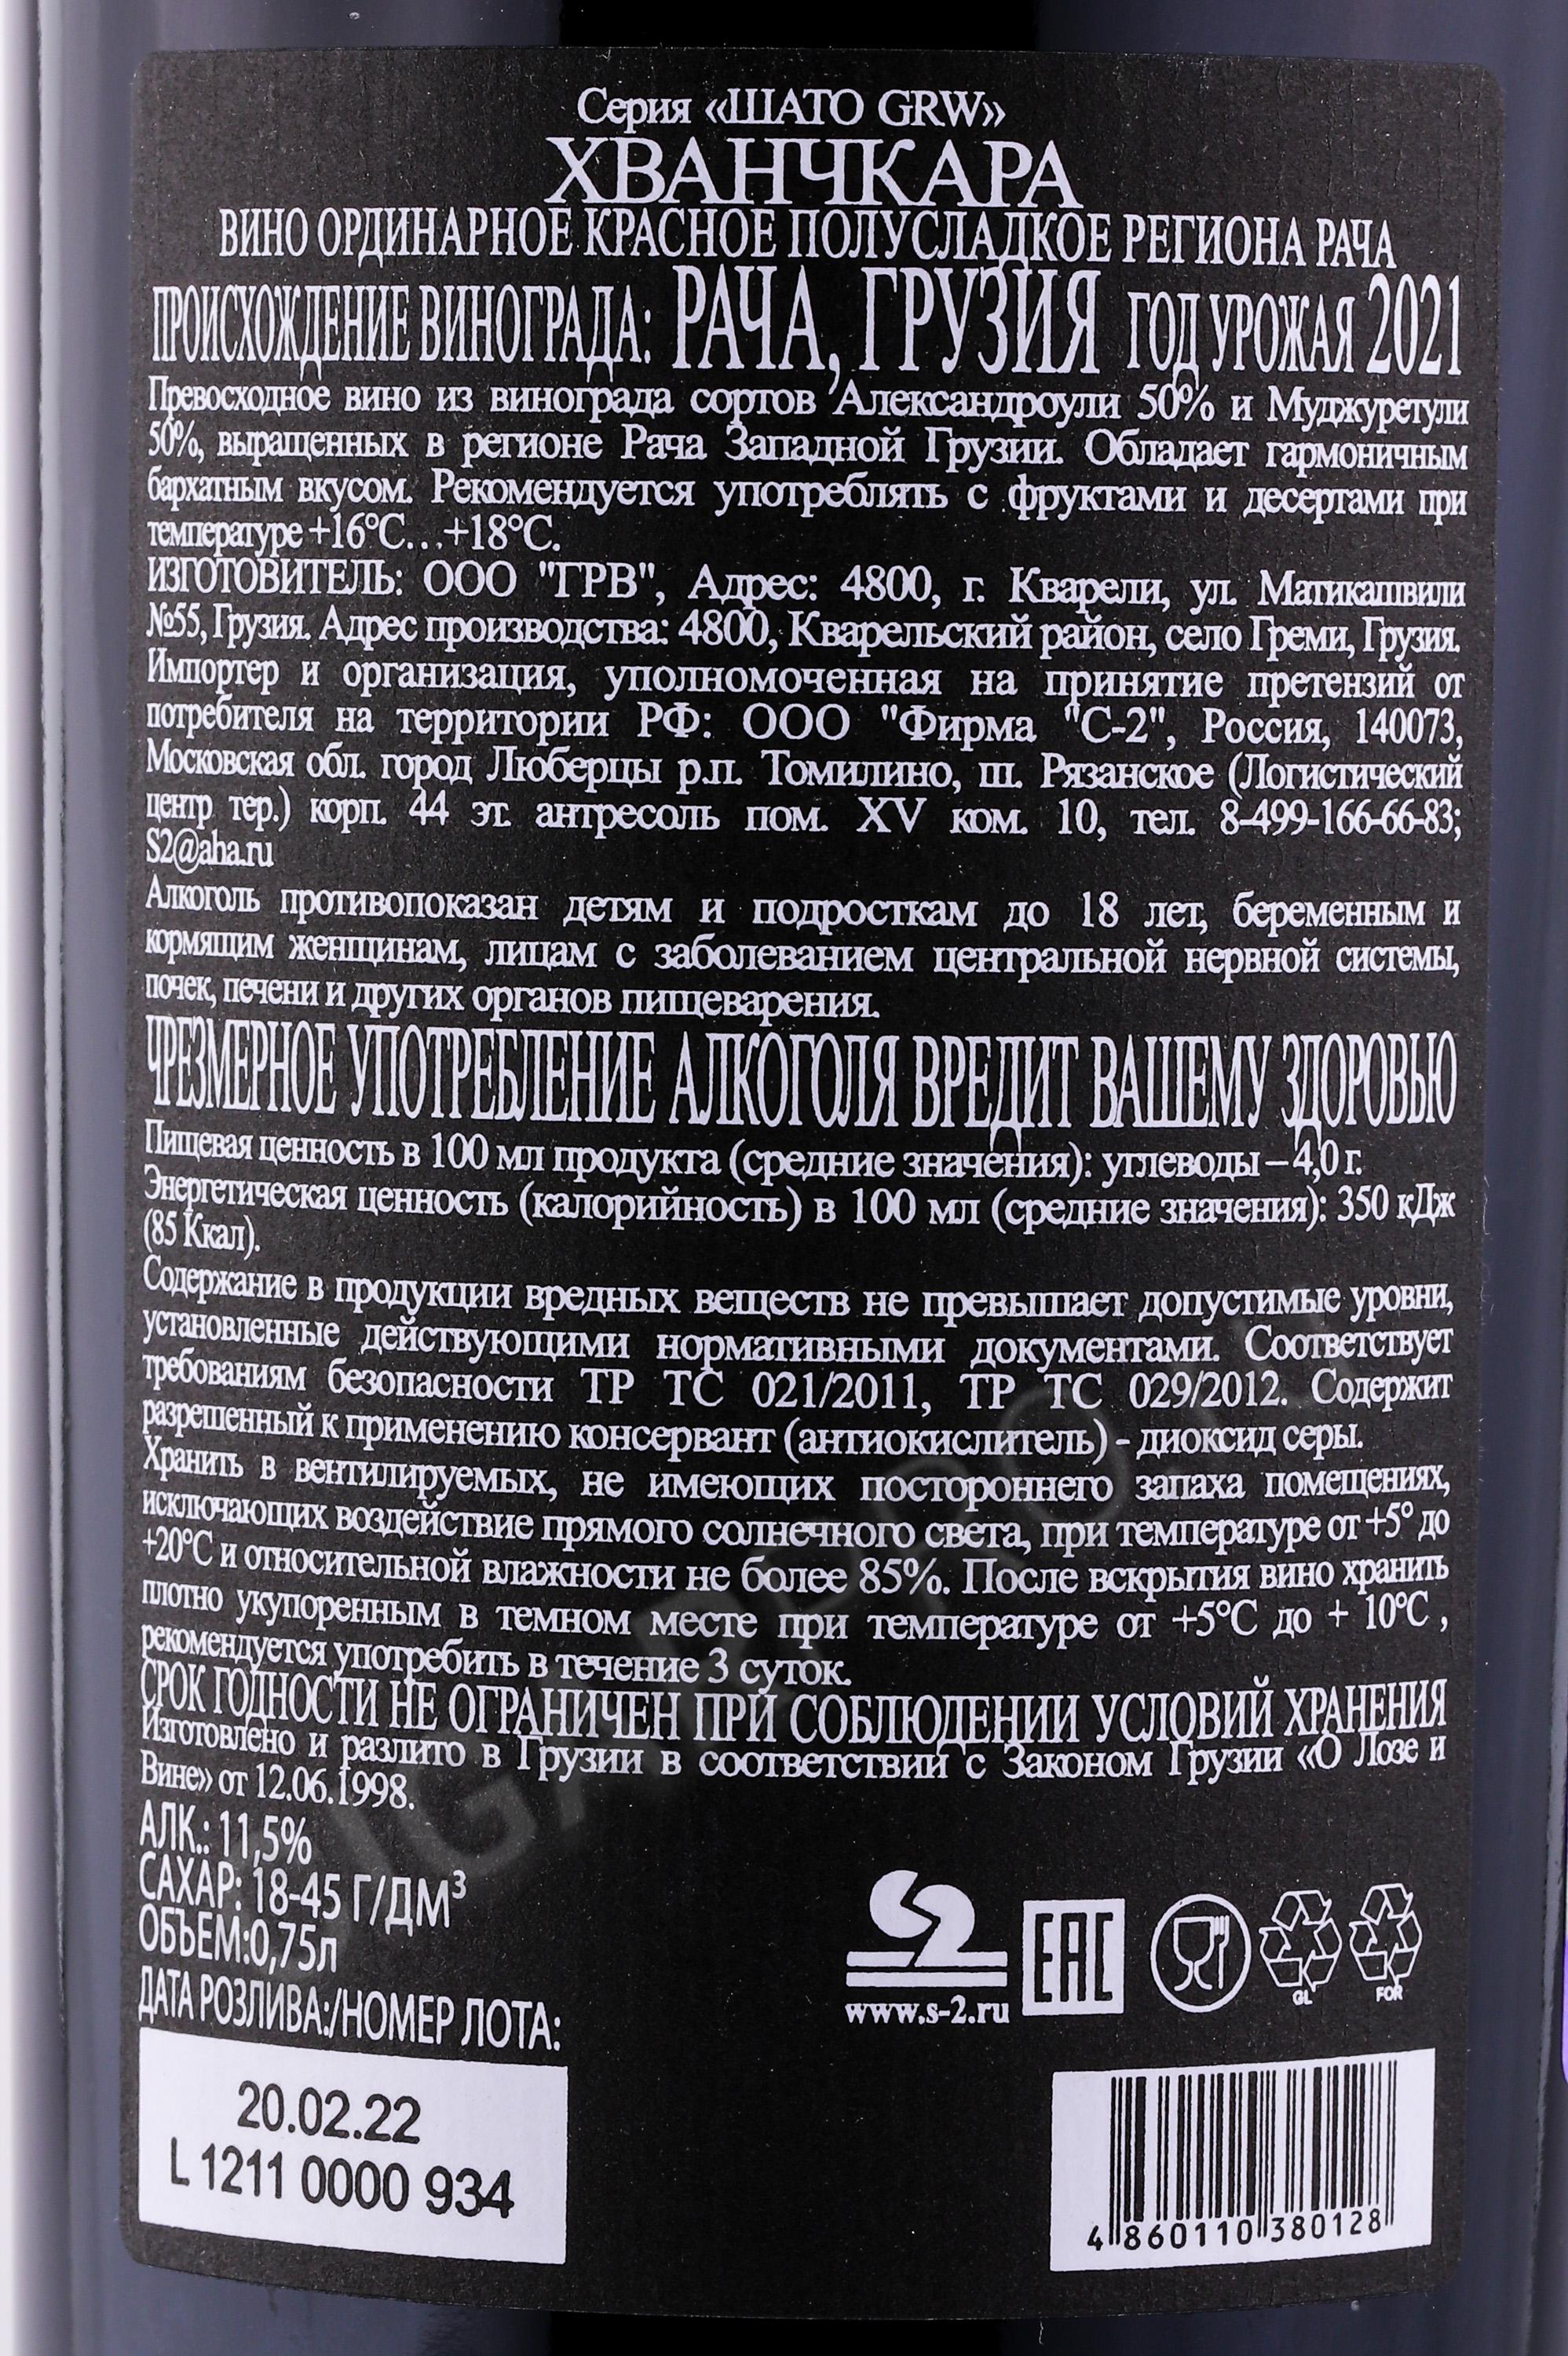 Серия «ШАТО GRW»
ХВАНЧКАРА
ВИНО ОРДИНАРНОЕ КРАСНОЕ ПОЛУСЛАДКОЕ РЕГИОНА РАЧА
ПРОИСХОЖДЕНИЕ ВИНОГРАДА: РАЧА, ГРУЗИЯ ГОД УРОЖАЯ 2021
Превосходное вино из винограда сортов Александроули 50% и Муджуретули
50%, выращенных в регионе Рача Западной Грузии. Обладает гармоничным
бархатным вкусом. Рекомендуется употреблять с фруктами и десертами при
температуре +16°C…+18°C.
ИЗГОТОВИТЕЛЬ: ООО "ГРВ", Адрес: 4800, г. Кварели, ул. Матикашвили
№55, Грузия. Адрес производства: 4800, Кварельский район, село Греми, Грузия.
Импортер и организация, уполномоченная на принятие претензий от
потребителя на территории РФ: ООО "Фирма "С-2", Россия, 140073,
Московская обл. город Люберцы р.п. Томилино, ш. Рязанское (Логистический
центр тер.) корп. 44 эт. антресоль пом. XV ком. 10, тел. 8-499-166-66-83;
S2@aha.ru
Алкоголь противопоказан детям и подросткам до 18 лет, беременным и
кормящим женщинам, лицам с заболеванием центральной нервной системы,
почек, печени и других органов пищеварения.
ЧРЕЗМЕРНОЕ УПОТРЕБЛЕНИЕ АЛКОГОЛЯ ВРЕДИТ ВАШЕМУ ЗДОРОВЬЮ
Пищевая ценность в 100 мл продукта (средние значения): углеводы – 4,0 г.
Энергетическая ценность (калорийность) в 100 мл (средние значения): 350 кДж
(85 Ккал).
Содержание в продукции вредных веществ не превышает допустимые уровни,
установленные действующими нормативными документами. Соответствует
требованиям безопасности ТР ТС 021/2011, ТР ТС 029/2012. Содержит
разрешенный к применению консервант (антиокислитель) - диоксид серы.
Хранить в вентилируемых, не имеющих постороннего запаха помещениях,
исключающих воздействие прямого солнечного света, при температуре от +5° до
+20°C и относительной влажности не более 85%. После вскрытия вино хранить
плотно укупоренным в темном месте при температуре от +5°C до + 10°C ,
рекомендуется употребить в течение 3 суток.
СРОК ГОДНОСТИ НЕ ОГРАНИЧЕН ПРИ СОБЛЮДЕНИИ УСЛОВИЙ ХРАНЕНИЯ
Изготовлено и разлито в Грузии в соответствии с Законом Грузии «О Лозе и
Вине» от 12.06.1998.
АЛК.: 11,5%
САХАР: 18-45 Г/ДМ³
ОБЪЕМ:0,75л
ДАТА РОЗЛИВА:/НОМЕР ЛОТА:
20.02.22
L 1211 0000 934
S2
www.s-2.ru
EAC
GL
FOR
4 860110 380128